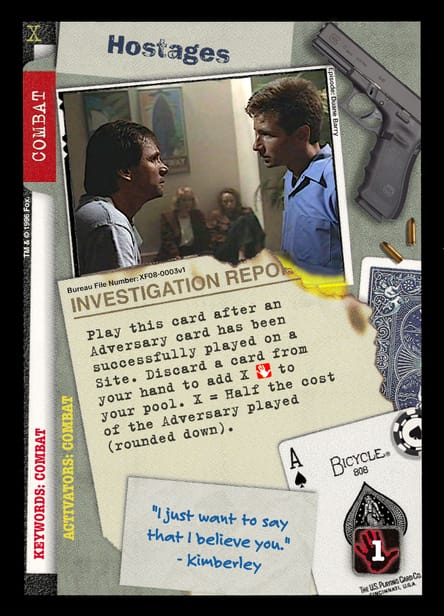 X
Hostages
COMBAT
Episode: Duane Barry
TM & © 1996 Fox.
Bureau File Number: XF08-0003v1
INVESTIGATION REPO
Play this card after an
Adversary card has been
successfully played on a
Site. Discard a card from
your hand to add X to
your pool. X = Half the cost
of the Adversary played
(rounded down).
KEYWORDS: COMBAT
ACTIVATORS: COMBAT
A
BICYCLE®
808
"I just want to say
that I believe you."
- Kimberley
1
THE U.S. PLAYING CARD CO.
CINCINNATI, U.S.A.